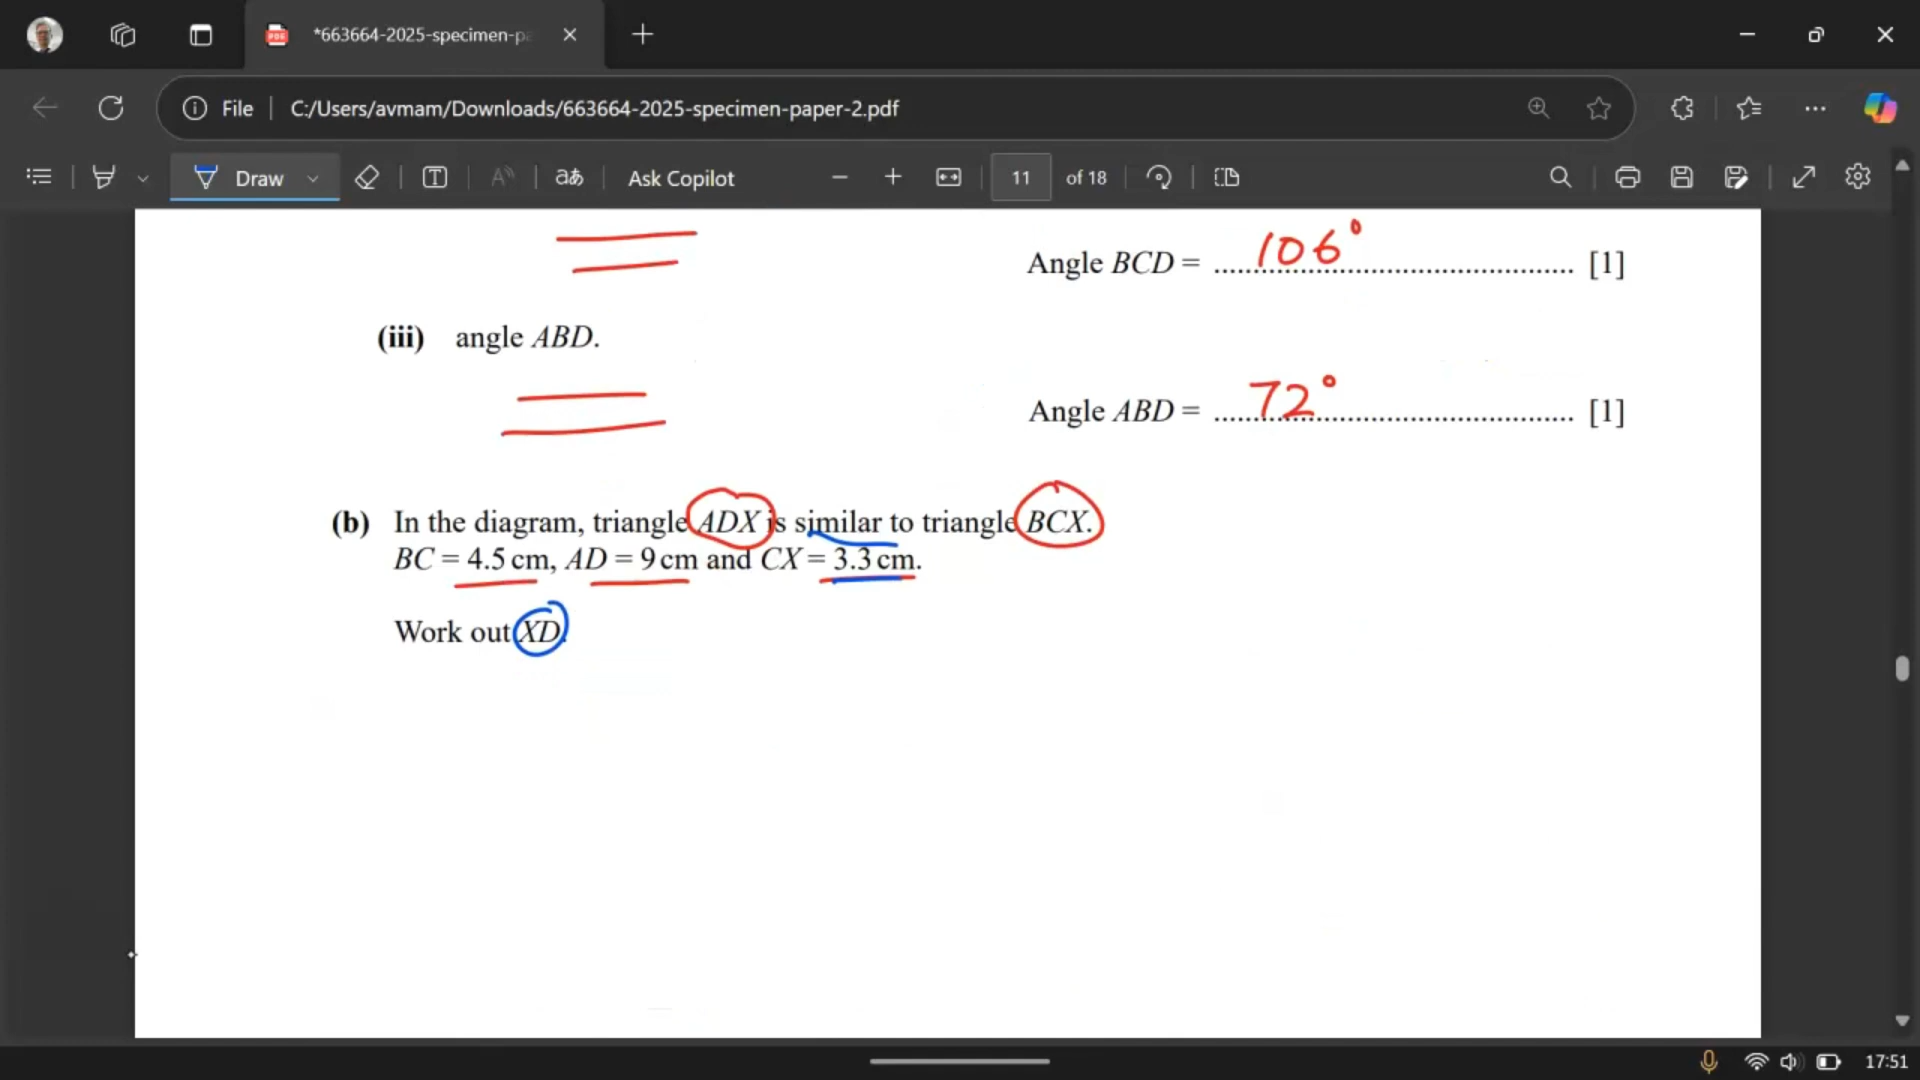 *663664-2025-specimen-pa
File
C:/Users/avmam/Downloads/663664-2025-specimen-paper-2.pdf
Draw
aあ
Ask Copilot
11
of 18
Angle BCD = ........ 106° ........ [1]
(iii) angle ABD.
Angle ABD = ........ 72° ........ [1]
(b) In the diagram, triangle ADX is similar to triangle BCX.
BC = 4.5 cm, AD = 9 cm and CX = 3.3 cm.
Work out XD.
17:51